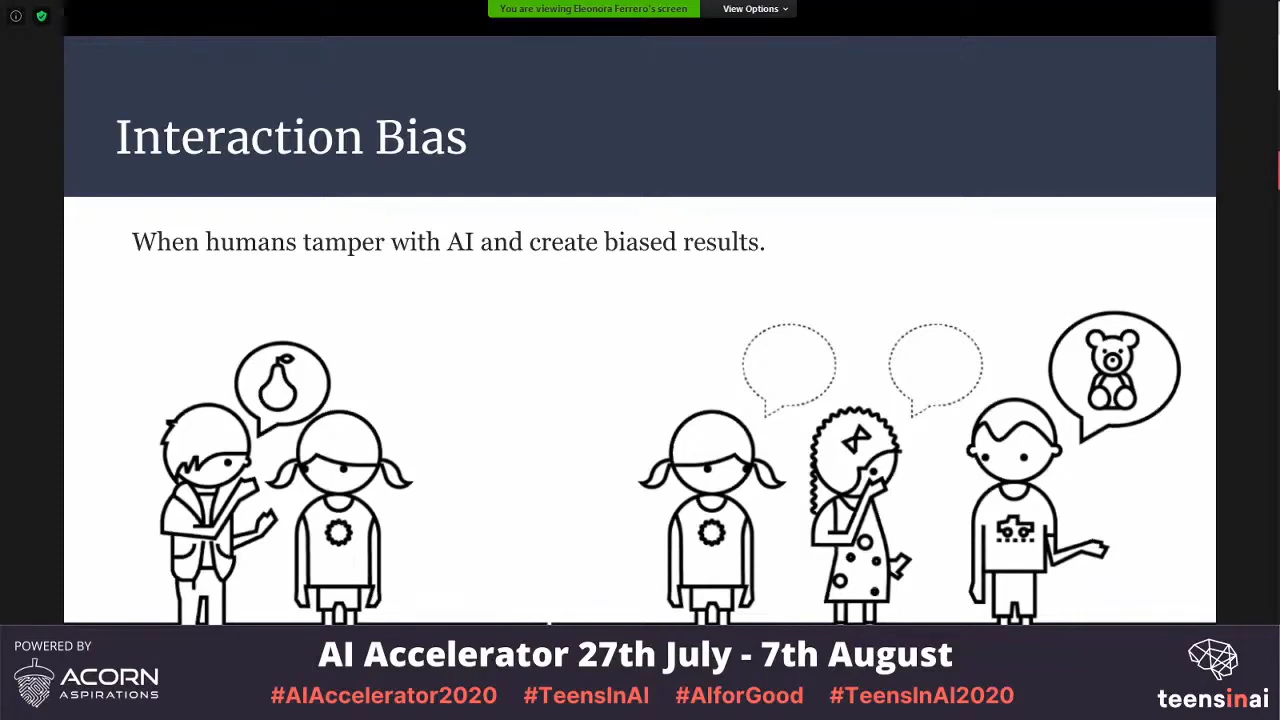 You are viewing Eleonora Ferrero's screen
View Options
Interaction Bias
When humans tamper with AI and create biased results.
POWERED BY
ACORN
ASPIRATIONS
AI Accelerator 27th July - 7th August
#AIAccelerator2020 #TeensInAI #AIforGood #TeensInAI2020
teensinai